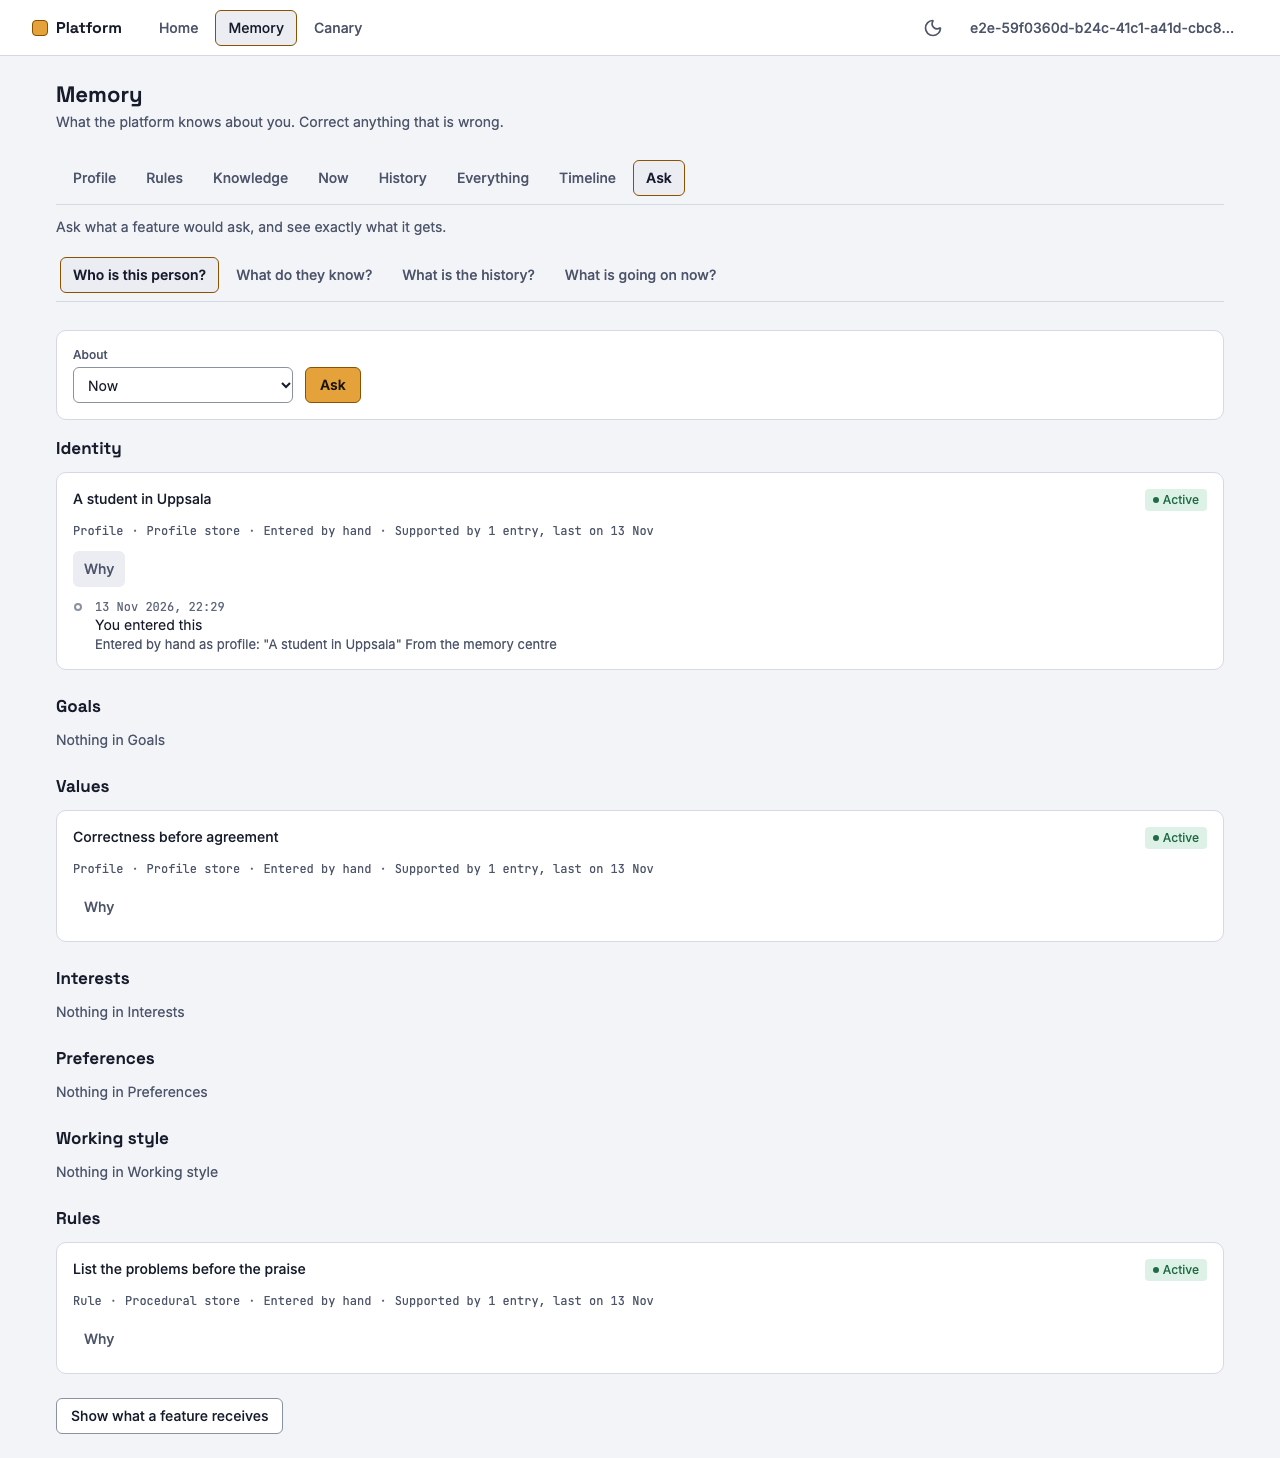 Platform
Home
Memory
Canary
e2e-59f0360d-b24c-41c1-a41d-cbc8...
Memory
What the platform knows about you. Correct anything that is wrong.
Profile
Rules
Knowledge
Now
History
Everything
Timeline
Ask
Ask what a feature would ask, and see exactly what it gets.
Who is this person?
What do they know?
What is the history?
What is going on now?
About
Now
Ask
Identity
A student in Uppsala
Active
Profile · Profile store · Entered by hand · Supported by 1 entry, last on 13 Nov
Why
13 Nov 2026, 22:29
You entered this
Entered by hand as profile: "A student in Uppsala" From the memory centre
Goals
Nothing in Goals
Values
Correctness before agreement
Active
Profile · Profile store · Entered by hand · Supported by 1 entry, last on 13 Nov
Why
Interests
Nothing in Interests
Preferences
Nothing in Preferences
Working style
Nothing in Working style
Rules
List the problems before the praise
Active
Rule · Procedural store · Entered by hand · Supported by 1 entry, last on 13 Nov
Why
Show what a feature receives